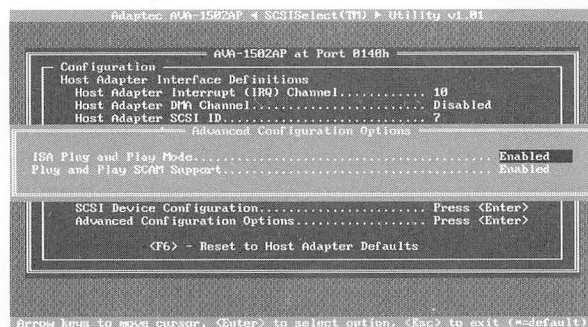 Adaptec AVA-1502AP ◄ SCSISelect(TM) ► Utility v1.01
AVA-1502AP at Port 0140h
Configuration
Host Adapter Interface Definitions
Host Adapter Interrupt (IRQ) Channel............ 10
Host Adapter DMA Channel........................ Disabled
Host Adapter SCSI ID............................ 7
Advanced Configuration Options
ISA Plug and Play Mode.......................................... Enabled
Plug and Play SCAM Support...................................... Enabled
SCSI Device Configuration....................... Press <Enter>
Advanced Configuration Options.................. Press <Enter>
<F6> - Reset to Host Adapter Defaults
Arrow keys to move cursor, <Enter> to select option, <Esc> to exit (*=default)